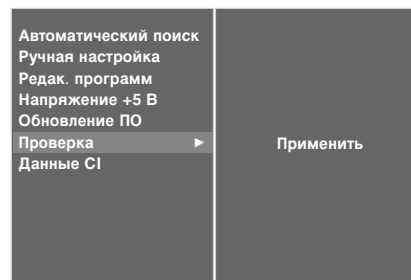 Автоматический поиск
Ручная настройка
Редак. программ
Напряжение +5 В
Обновление ПО
Проверка ►
Применить
Данные CI